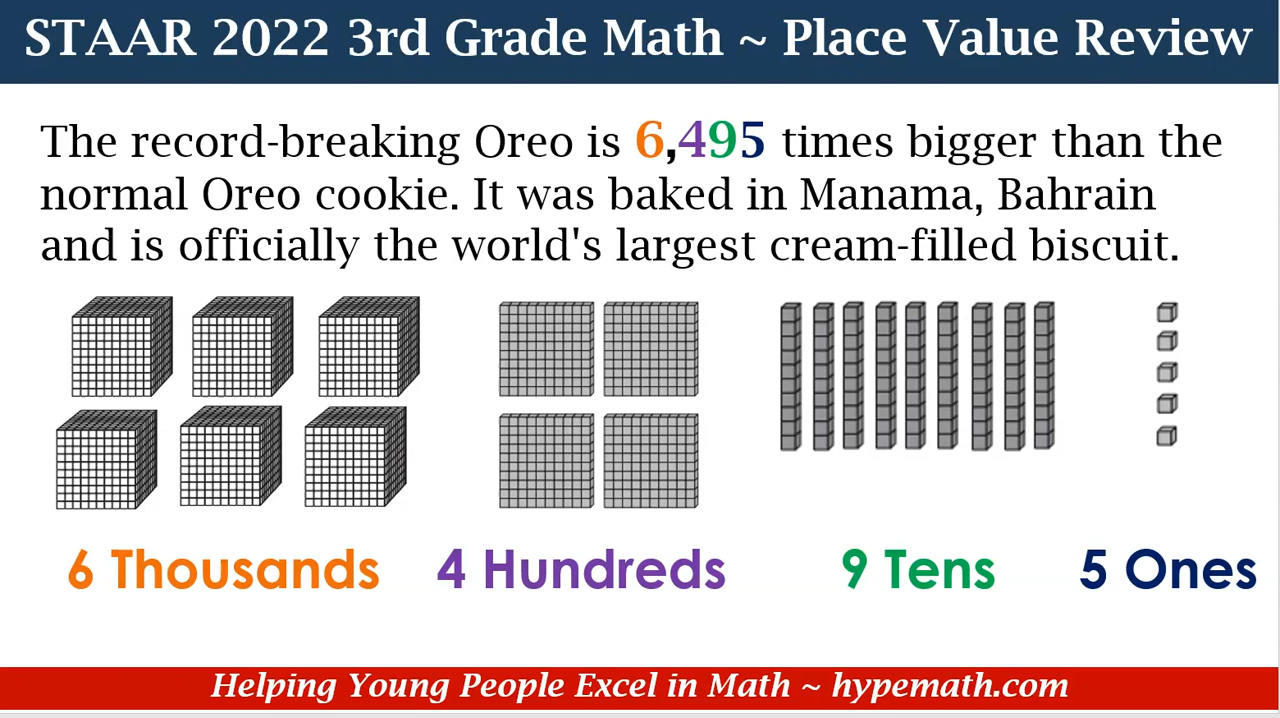 STAAR 2022 3rd Grade Math ~ Place Value Review
The record-breaking Oreo is 6,495 times bigger than the
normal Oreo cookie. It was baked in Manama, Bahrain
and is officially the world's largest cream-filled biscuit.
6 Thousands 4 Hundreds 9 Tens 5 Ones
Helping Young People Excel in Math ~ hypemath.com